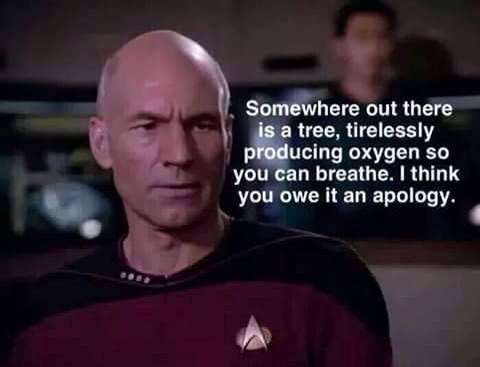 Somewhere out there
is a tree, tirelessly
producing oxygen so
you can breathe. I think
you owe it an apology.